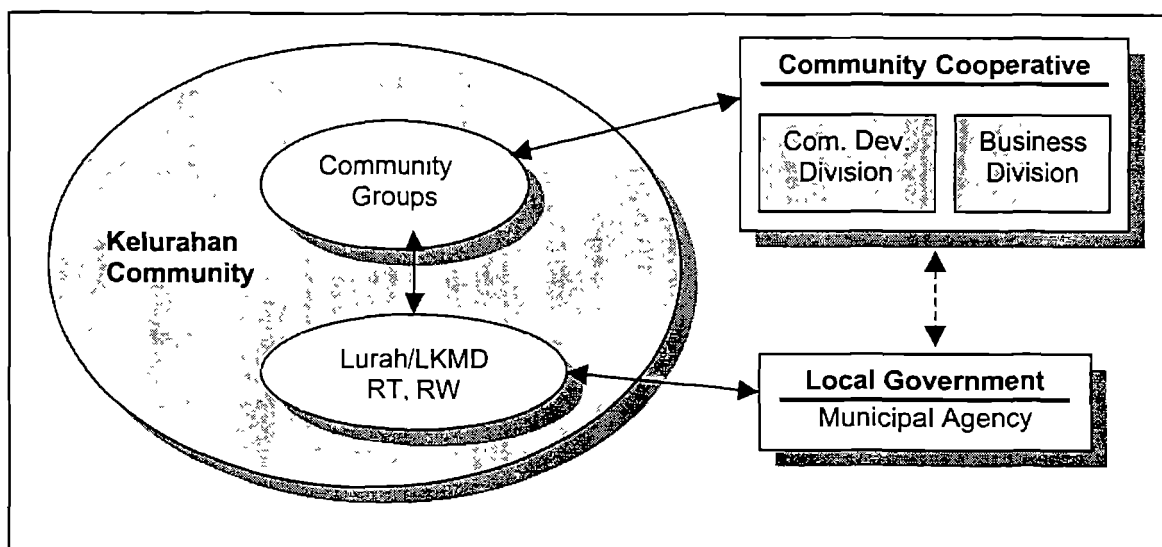 Community
Groups
Kelurahan
Community
Lurah/LKMD
RT, RW
Community Cooperative
Com. Dev.
Division
Business
Division
Local Government
Municipal Agency